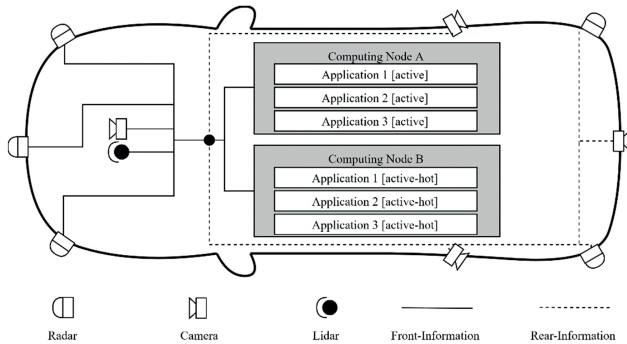 Computing Node A
Application 1 [active]
Application 2 [active]
Application 3 [active]
Computing Node B
Application 1 [active-hot]
Application 2 [active-hot]
Application 3 [active-hot]
Radar
Camera
Lidar
Front-Information
Rear-Information